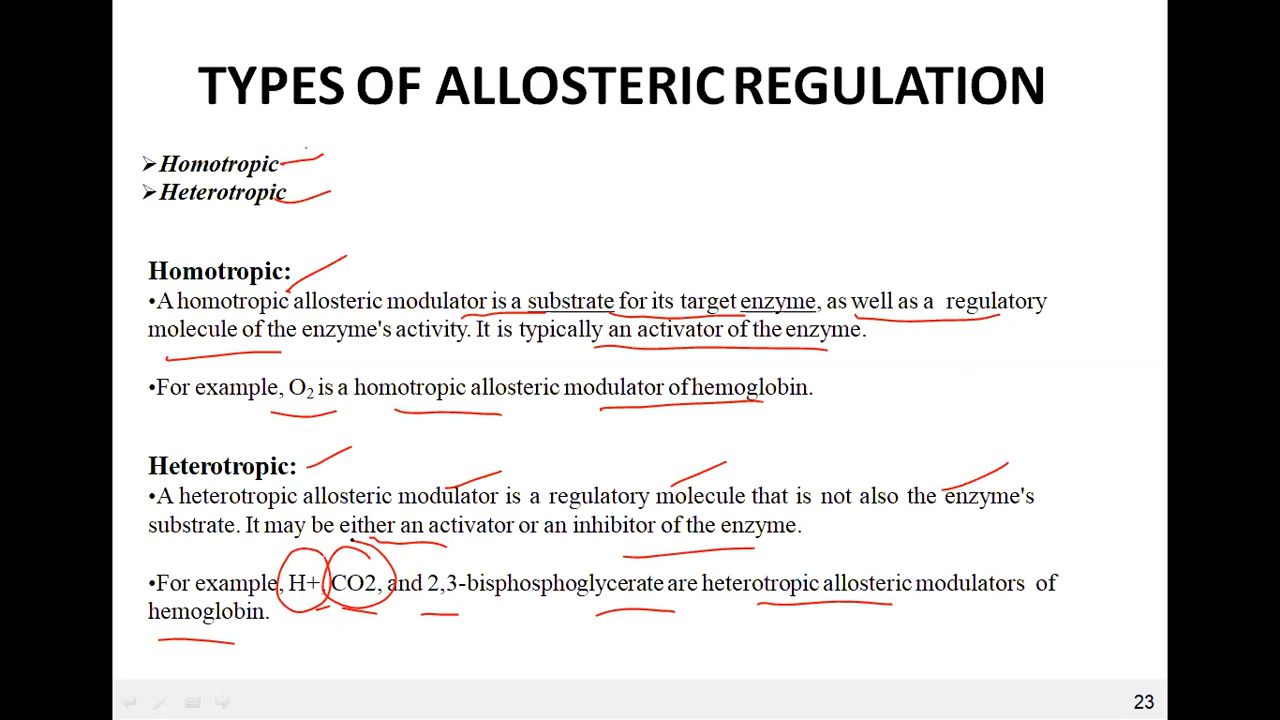 TYPES OF ALLOSTERIC REGULATION
➢Homotropic
➢Heterotropic
Homotropic:
•A homotropic allosteric modulator is a substrate for its target enzyme, as well as a regulatory
molecule of the enzyme's activity. It is typically an activator of the enzyme.
•For example, O₂ is a homotropic allosteric modulator of hemoglobin.
Heterotropic:
•A heterotropic allosteric modulator is a regulatory molecule that is not also the enzyme's
substrate. It may be either an activator or an inhibitor of the enzyme.
•For example, H+, CO2, and 2,3-bisphosphoglycerate are heterotropic allosteric modulators of
hemoglobin.
23